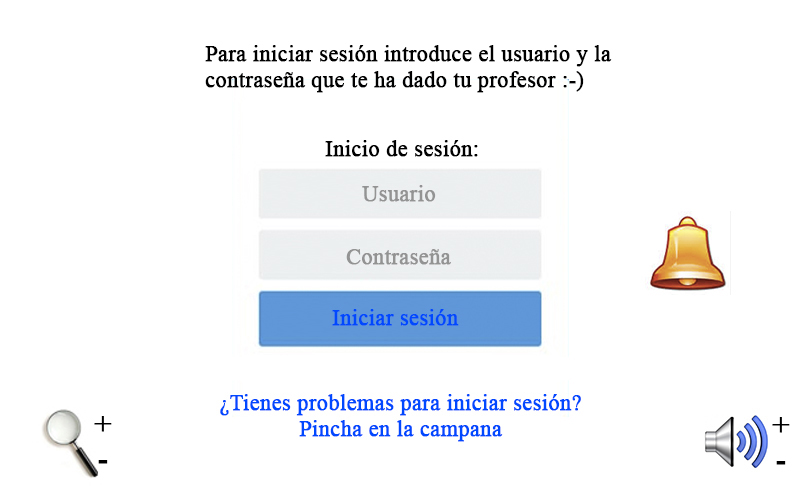 Para iniciar sesión introduce el usuario y la
contraseña que te ha dado tu profesor :-)
Inicio de sesión:
Usuario
Contraseña
Iniciar sesión
¿Tienes problemas para iniciar sesión?
Pincha en la campana
+
-
+
-